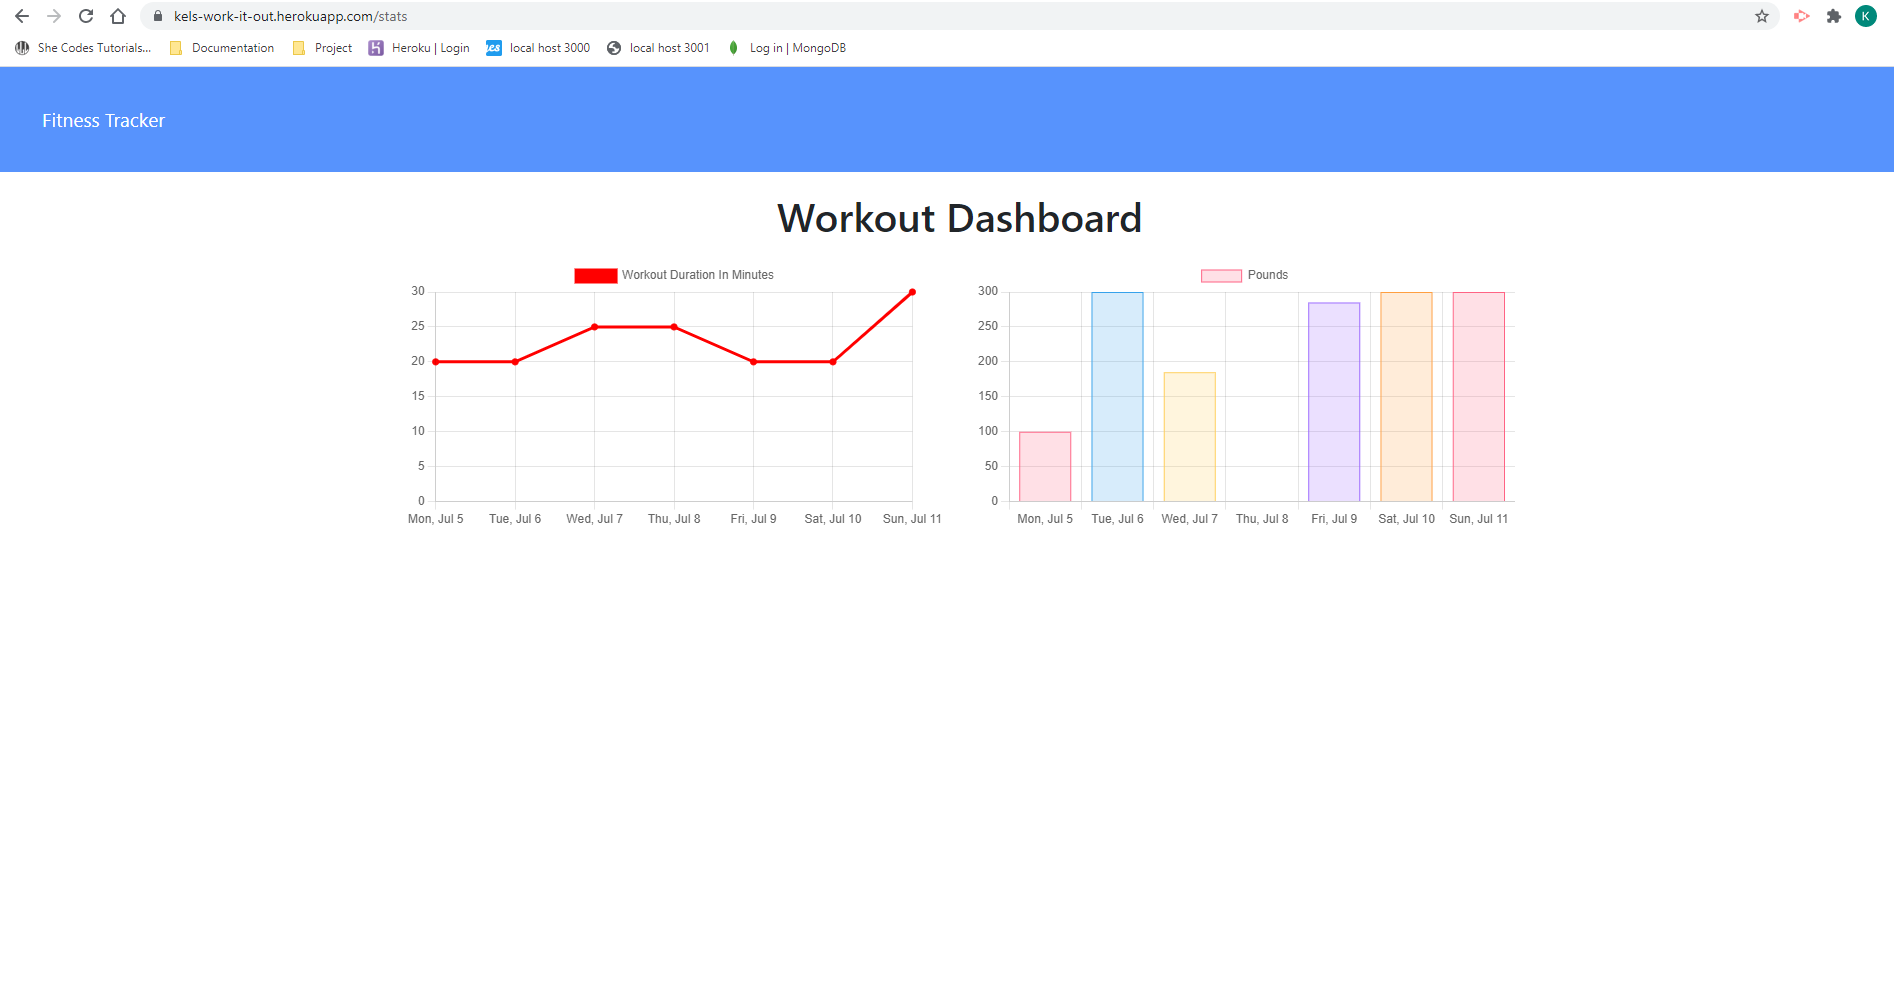 kels-work-it-out.herokuapp.com/stats
K
She Codes Tutorials...
Documentation
Project
Heroku | Login
local host 3000
local host 3001
Log in | MongoDB
Fitness Tracker
Workout Dashboard
Workout Duration In Minutes
30
25
20
15
10
5
0
Mon, Jul 5 Tue, Jul 6 Wed, Jul 7 Thu, Jul 8 Fri, Jul 9 Sat, Jul 10 Sun, Jul 11
Pounds
300
250
200
150
100
50
0
Mon, Jul 5 Tue, Jul 6 Wed, Jul 7 Thu, Jul 8 Fri, Jul 9 Sat, Jul 10 Sun, Jul 11